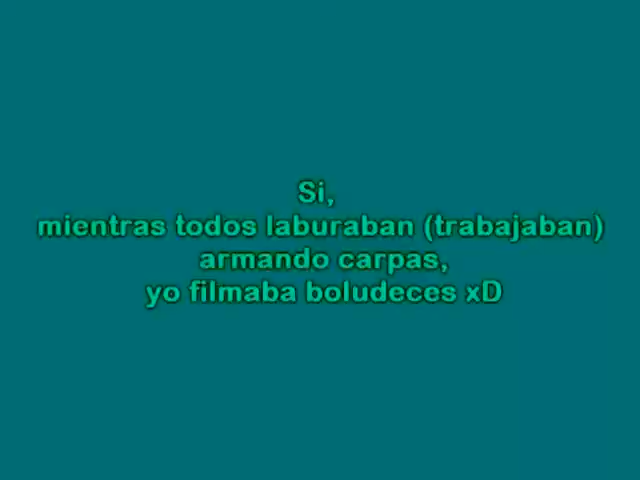 Si,
mientras todos laburaban (trabajaban)
armando carpas,
yo filmaba boludeces xD